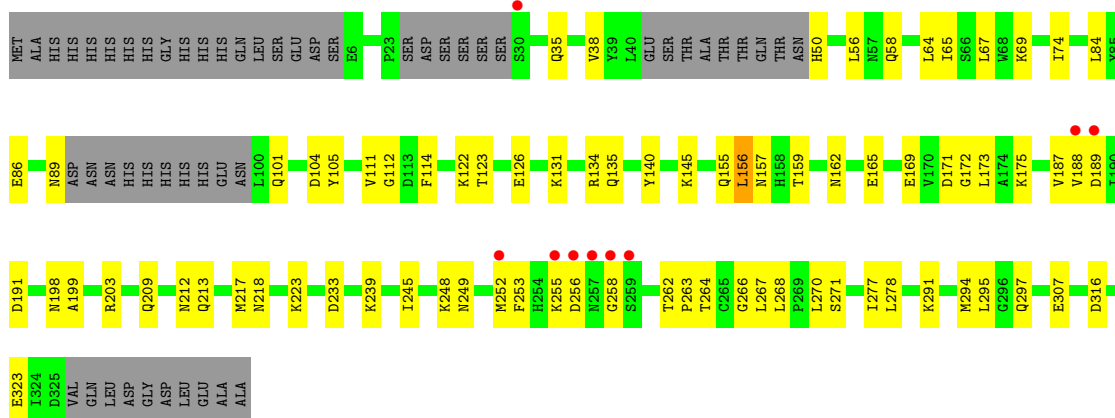 MET ALA HIS HIS HIS HIS HIS HIS GLY HIS HIS HIS HIS GLN LEU SER GLU ASP SER E6 P23 SER ASP SER SER SER SER S30 Q35 V38 Y39 L40 GLU SER THR ALA THR THR GLN THR ASN H50 L56 N57 Q58 L64 I65 S66 L67 W68 K69 I74 L84 Y85
E86 N89 ASP ASN ASN HIS HIS HIS HIS HIS GLU ASN L100 Q101 D104 Y105 V111 G112 D113 F114 K122 T123 E126 K131 R134 Q135 Y140 K145 Q155 L156 N157 H158 T159 N162 E165 E169 V170 D171 G172 L173 A174 K175 V187 V188 D189 I190
D191 N198 A199 R203 Q209 N212 Q213 M217 N218 K223 D233 K239 I245 K248 N249 M252 F253 H254 K255 D256 N257 G258 S259 T262 P263 T264 C265 G266 L267 L268 P269 L270 S271 I277 L278 K291 M294 L295 G296 Q297 E307 D316
E323 I324 D325 VAL GLN LEU ASP GLY ASP LEU GLU ALA ALA